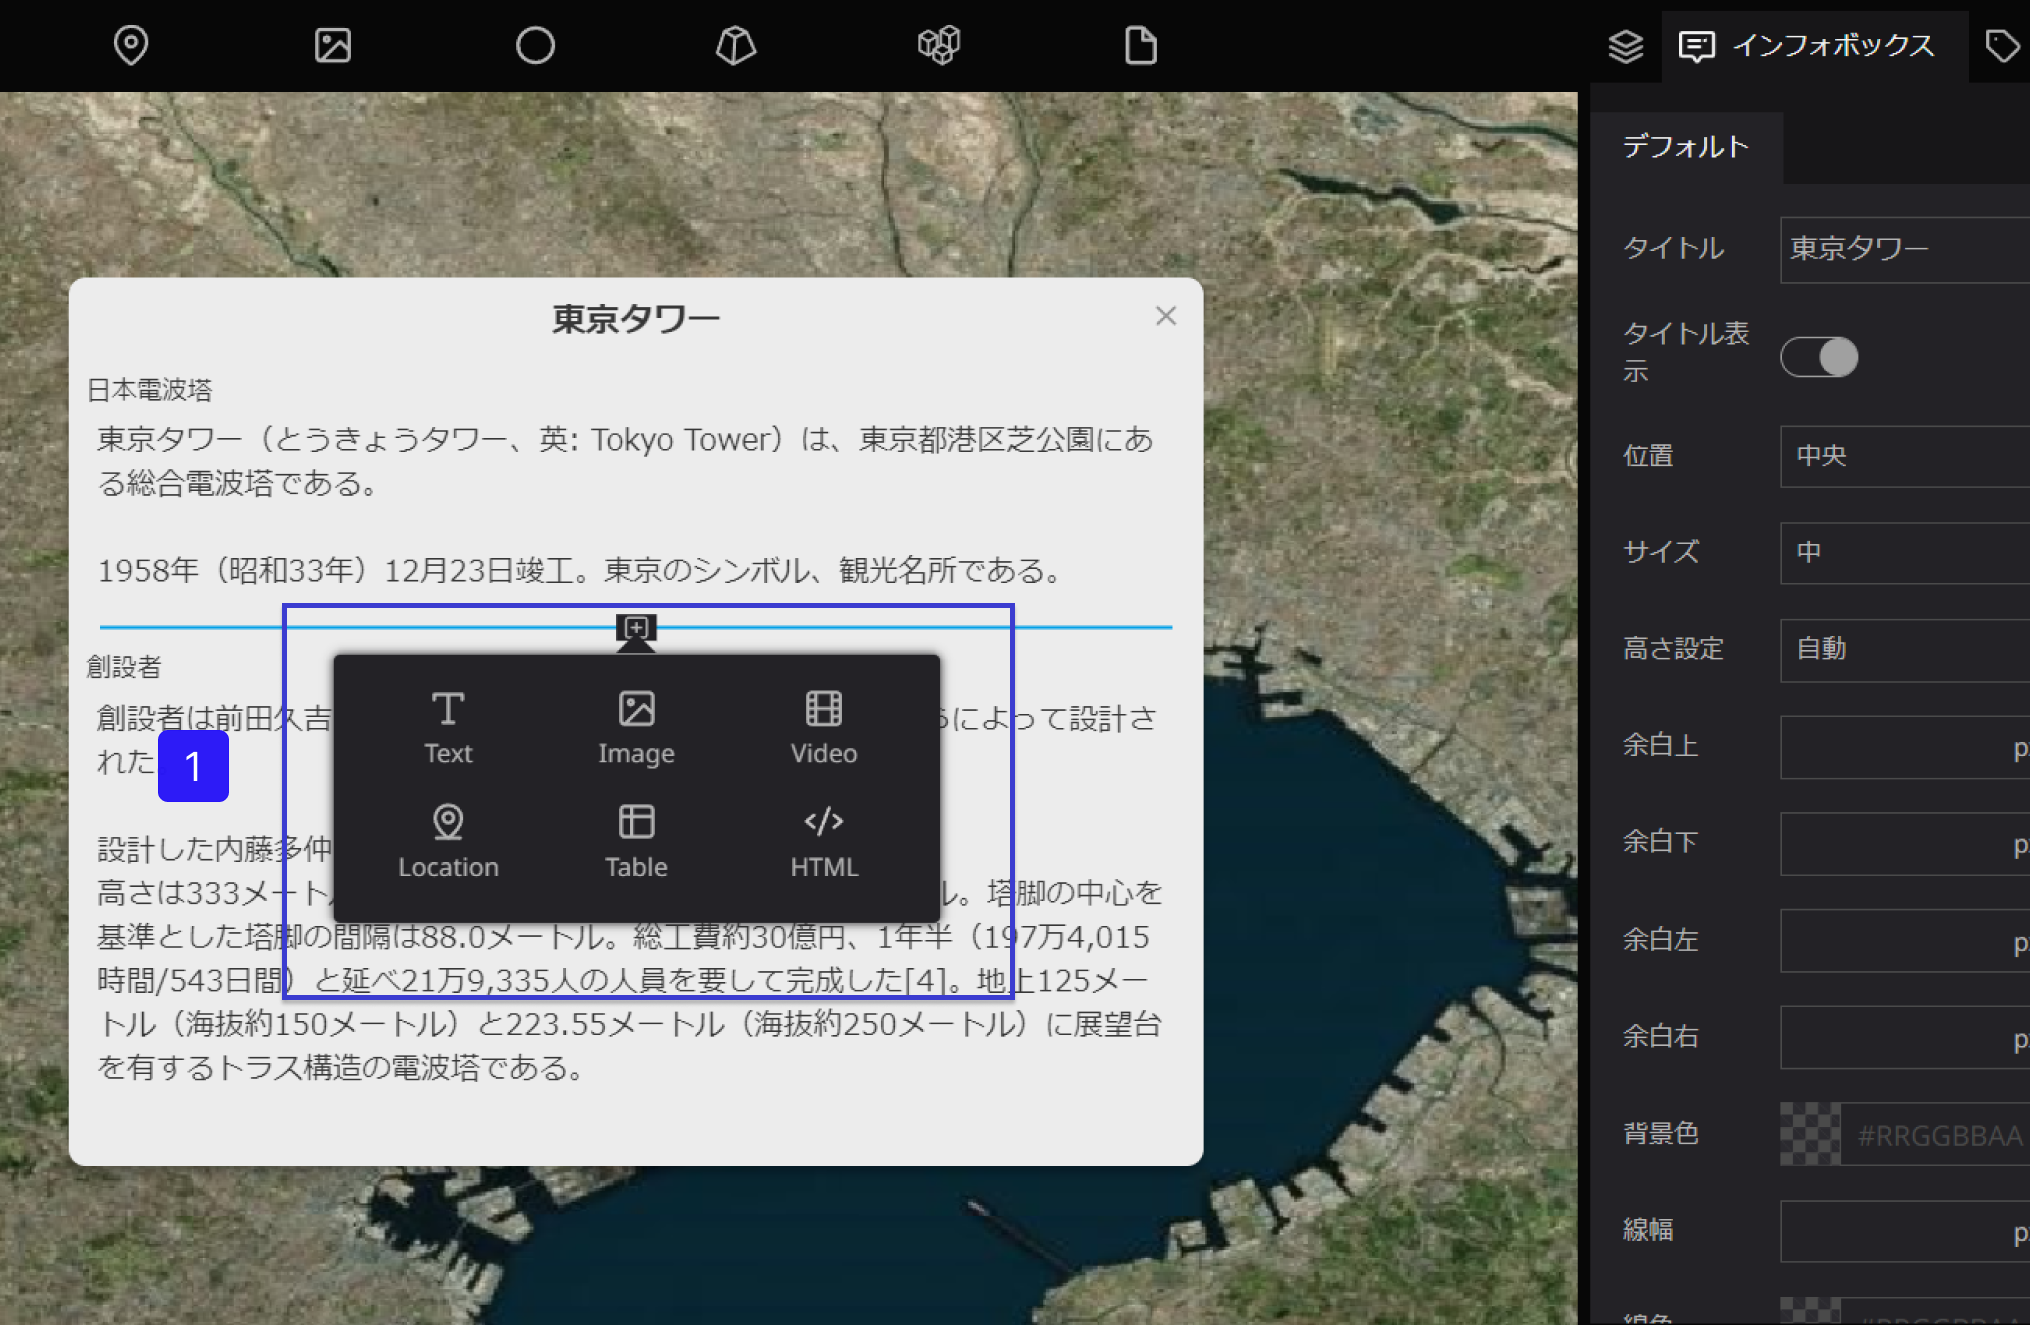 インフォボックス
デフォルト
タイトル
東京タワー
タイトル表
示
位置
中央
サイズ
中
高さ設定
自動
余白上
余白下
余白左
余白右
背景色
#RRGGBBAA
線幅
東京タワー
日本電波塔
東京タワー（とうきょうタワー、英: Tokyo Tower）は、東京都港区芝公園にあ
る総合電波塔である。
1958年（昭和33年）12月23日竣工。東京のシンボル、観光名所である。
創設者
創設者は前田久吉 によって設計さ
れた
1
Text
Image
Video
Location
Table
HTML
設計した内藤多仲
高さは333メート 。塔脚の中心を
基準とした塔脚の間隔は88.0メートル。総工費約30億円、1年半（197万4,015
時間/543日間）と延べ21万9,335人の人員を要して完成した[4]。地上125メー
トル（海抜約150メートル）と223.55メートル（海抜約250メートル）に展望台
を有するトラス構造の電波塔である。